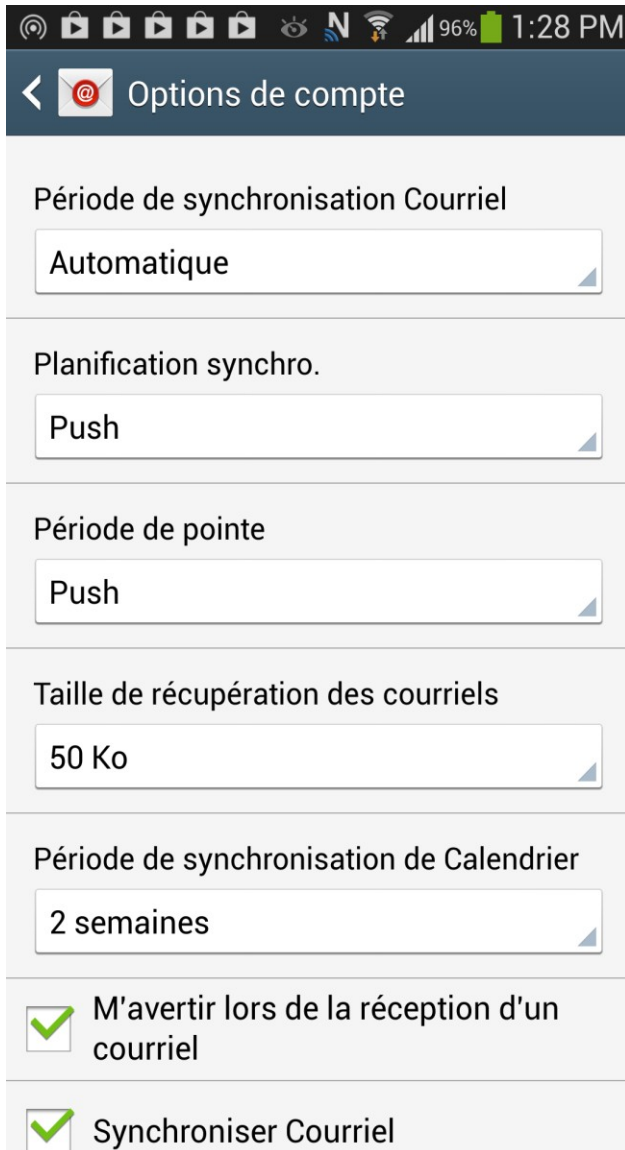 96% 1:28 PM
Options de compte
Période de synchronisation Courriel
Automatique
Planification synchro.
Push
Période de pointe
Push
Taille de récupération des courriels
50 Ko
Période de synchronisation de Calendrier
2 semaines
M'avertir lors de la réception d'un
courriel
Synchroniser Courriel